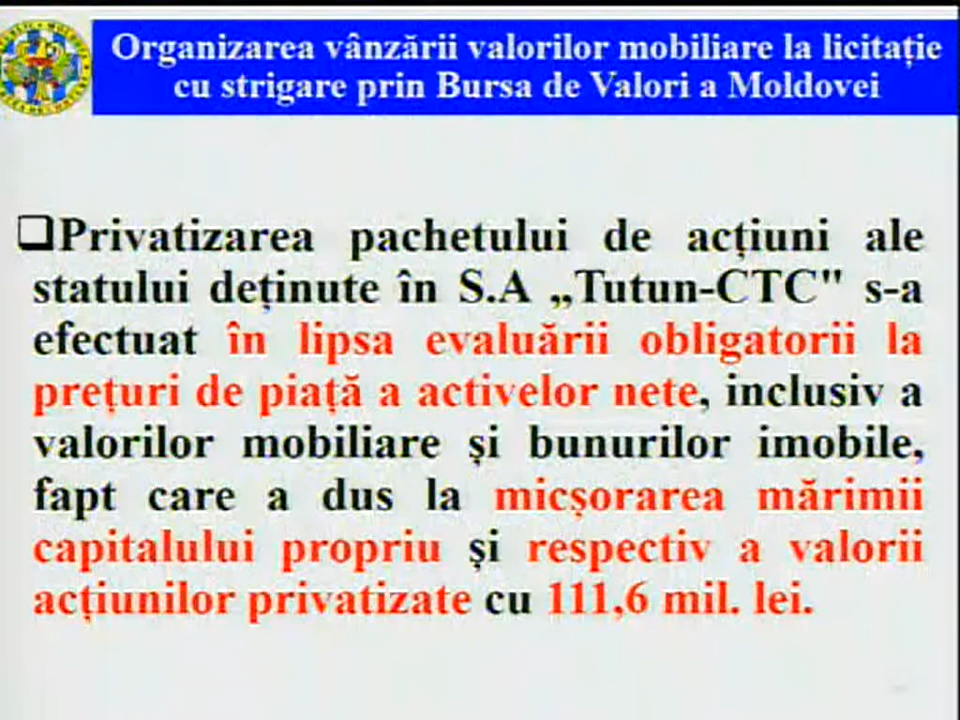 Organizarea vânzării valorilor mobiliare la licitație
cu strigare prin Bursa de Valori a Moldovei
❑Privatizarea pachetului de acțiuni ale
statului deținute în S.A „Tutun-CTC" s-a
efectuat în lipsa evaluării obligatorii la
prețuri de piață a activelor nete, inclusiv a
valorilor mobiliare și bunurilor imobile,
fapt care a dus la micșorarea mărimii
capitalului propriu și respectiv a valorii
acțiunilor privatizate cu 111,6 mil. lei.